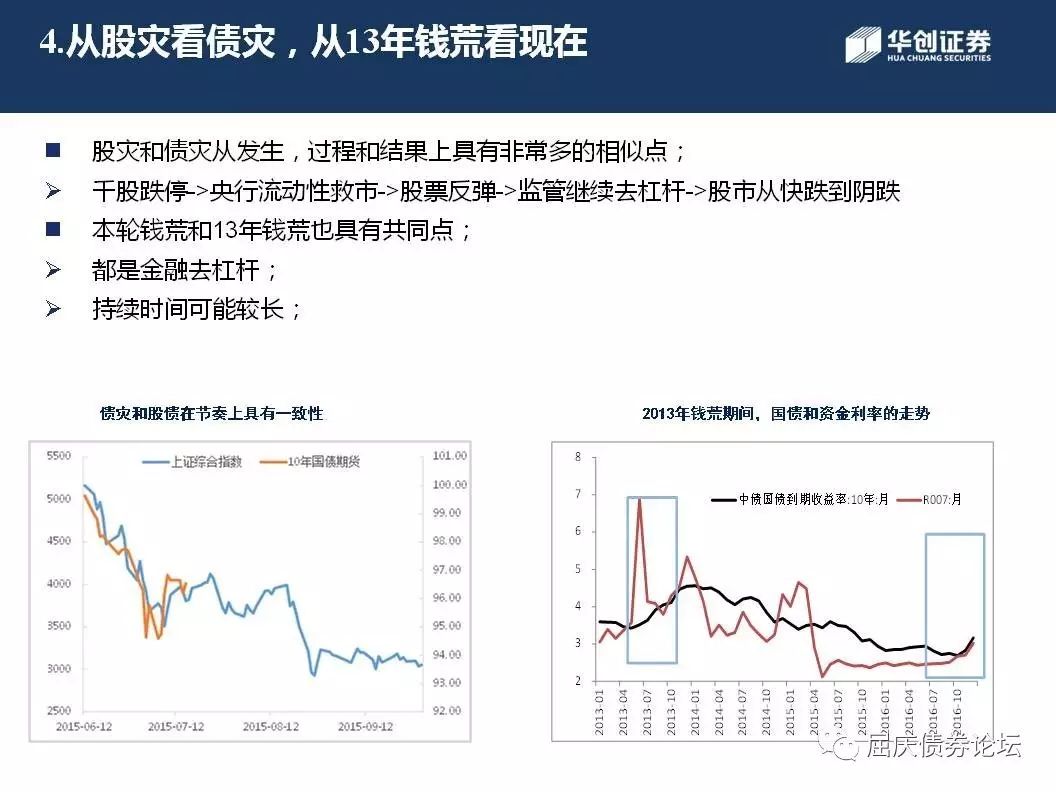 4.从股灾看债灾，从13年钱荒看现在
华创证券
HUA CHUANG SECURITIES
■ 股灾和债灾从发生，过程和结果上具有非常多的相似点；
➢ 千股跌停->央行流动性救市->股票反弹->监管继续去杠杆->股市从快跌到阴跌
■ 本轮钱荒和13年钱荒也具有共同点；
➢ 都是金融去杠杆；
➢ 持续时间可能较长；
债灾和股债在节奏上具有一致性
上证综合指数 10年国债期货
5500
5000
4500
4000
3500
3000
2500
101.00
100.00
99.00
98.00
97.00
96.00
95.00
94.00
93.00
92.00
2015-06-12 2015-07-12 2015-08-12 2015-09-12
2013年钱荒期间，国债和资金利率的走势
中债国债到期收益率:10年:月 R007:月
8
7
6
5
4
3
2
2013-01 2013-04 2013-07 2013-10 2014-01 2014-04 2014-07 2014-10 2015-01 2015-04 2015-07 2015-10 2016-01 2016-04 2016-07 2016-10
屈庆债券论坛